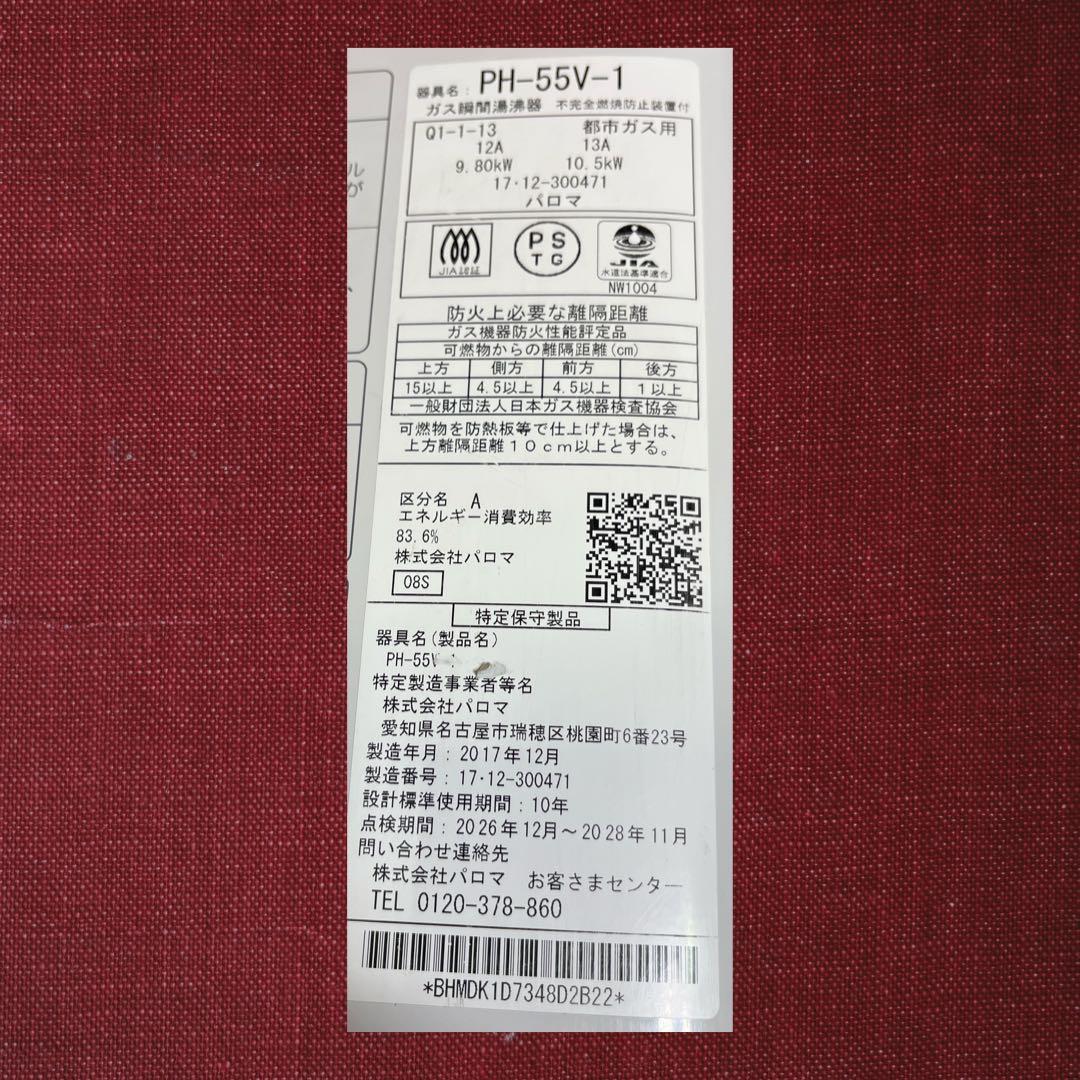 器具名: PH-55V-1
ガス瞬間湯沸器 不完全燃焼防止装置付
Q1-1-13 都市ガス用
12A 13A
9.80kW 10.5kW
17・12-300471
パロマ
JIA認証
PS
TG
JIA
水道法基準適合
NW1004
防火上必要な離隔距離
ガス機器防火性能評定品
可燃物からの離隔距離(cm)
上方 側方 前方 後方
15以上 4.5以上 4.5以上 1以上
一般財団法人日本ガス機器検査協会
可燃物を防熱板等で仕上げた場合は、
上方離隔距離10cm以上とする。
区分名 A
エネルギー消費効率
83.6%
株式会社パロマ
08S
特定保守製品
器具名(製品名)
PH-55V
特定製造事業者等名
株式会社パロマ
愛知県名古屋市瑞穂区桃園町6番23号
製造年月:2017年12月
製造番号:17・12-300471
設計標準使用期間:10年
点検期間:2026年12月~2028年11月
問い合わせ連絡先
株式会社パロマ お客さまセンター
TEL 0120-378-860
*BHMDK1D7348D2B22*